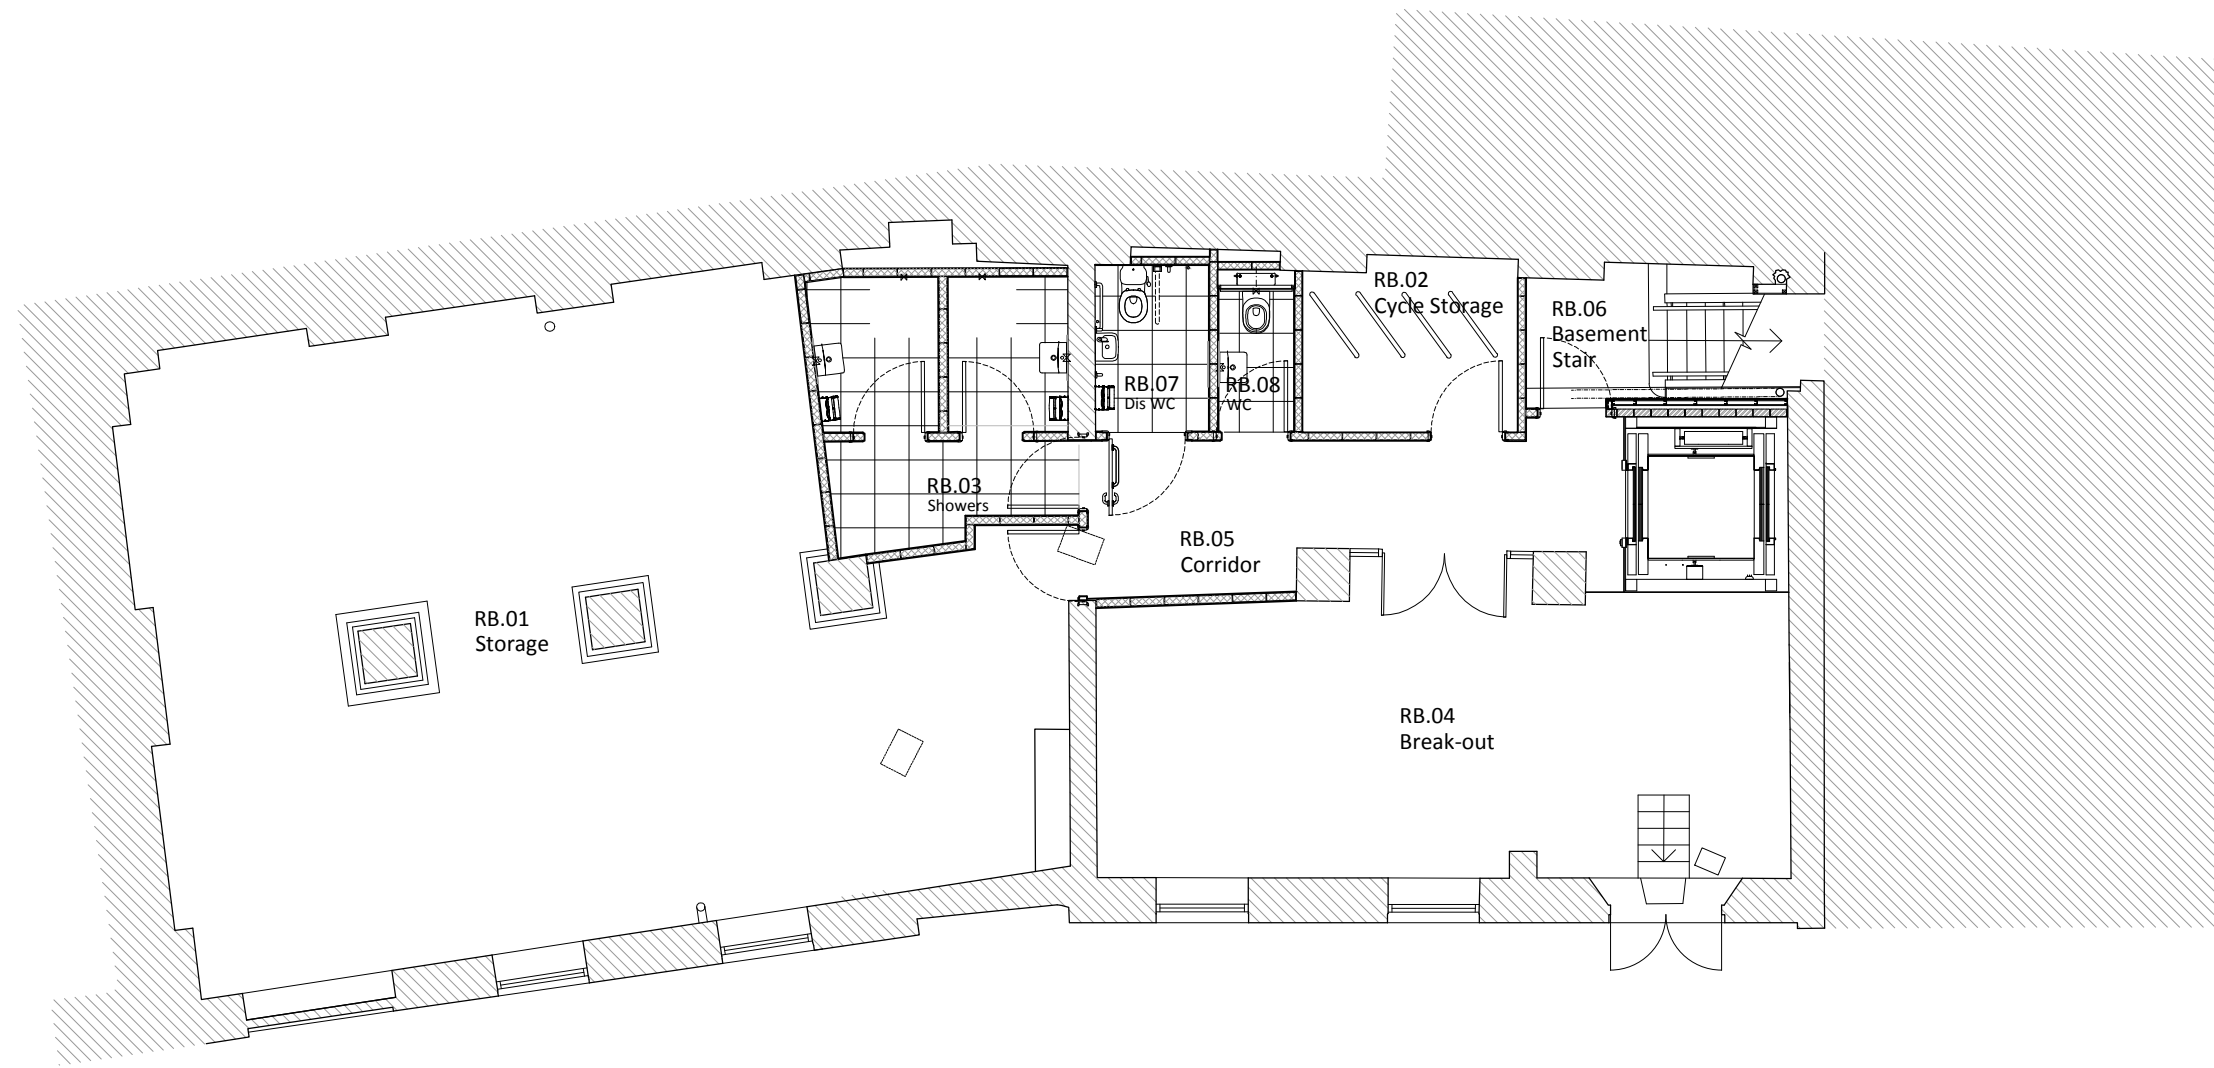 RB.02
Cycle Storage
RB.06
Basement
Stair
RB.07
Dis WC
RB.08
WC
RB.03
Showers
RB.05
Corridor
RB.01
Storage
RB.04
Break-out